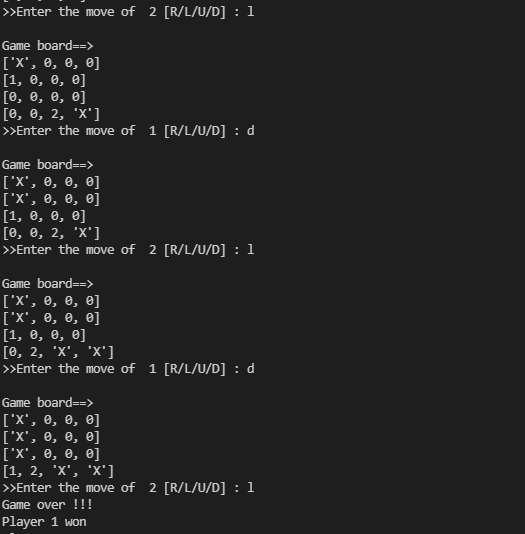 >>Enter the move of  2 [R/L/U/D] : l
Game board==>
['X', 0, 0, 0]
[1, 0, 0, 0]
[0, 0, 0, 0]
[0, 0, 2, 'X']
>>Enter the move of  1 [R/L/U/D] : d
Game board==>
['X', 0, 0, 0]
['X', 0, 0, 0]
[1, 0, 0, 0]
[0, 0, 2, 'X']
>>Enter the move of  2 [R/L/U/D] : l
Game board==>
['X', 0, 0, 0]
['X', 0, 0, 0]
[1, 0, 0, 0]
[0, 2, 'X', 'X']
>>Enter the move of  1 [R/L/U/D] : d
Game board==>
['X', 0, 0, 0]
['X', 0, 0, 0]
['X', 0, 0, 0]
[1, 2, 'X', 'X']
>>Enter the move of  2 [R/L/U/D] : l
Game over !!!
Player 1 won